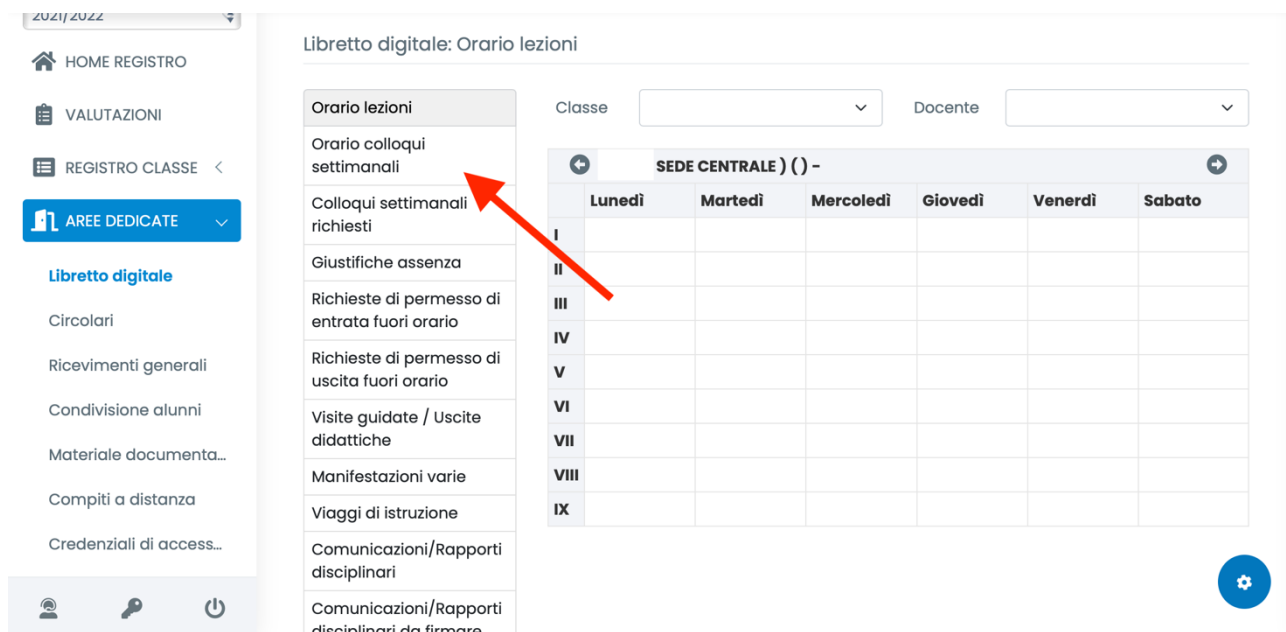 2021/2022
HOME REGISTRO
VALUTAZIONI
REGISTRO CLASSE
AREE DEDICATE
Libretto digitale
Circolari
Ricevimenti generali
Condivisione alunni
Materiale documenta...
Compiti a distanza
Credenziali di access...
Libretto digitale: Orario lezioni
Orario lezioni
Orario colloqui
settimanali
Colloqui settimanali
richiesti
Giustifiche assenza
Richieste di permesso di
entrata fuori orario
Richieste di permesso di
uscita fuori orario
Visite guidate / Uscite
didattiche
Manifestazioni varie
Viaggi di istruzione
Comunicazioni/Rapporti
disciplinari
Comunicazioni/Rapporti
disciplinari da firmare
Classe Docente
SEDE CENTRALE ) ( ) -
Lunedì Martedì Mercoledì Giovedì Venerdì Sabato
I
II
III
IV
V
VI
VII
VIII
IX